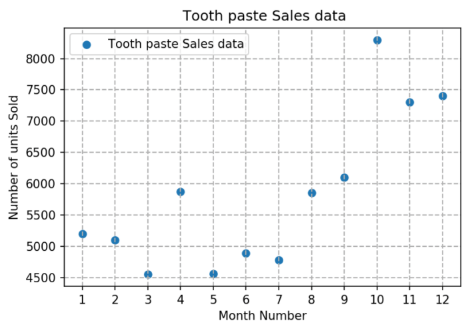 Tooth paste Sales data
Tooth paste Sales data
Number of units Sold
8000
7500
7000
6500
6000
5500
5000
4500
1 2 3 4 5 6 7 8 9 10 11 12
Month Number